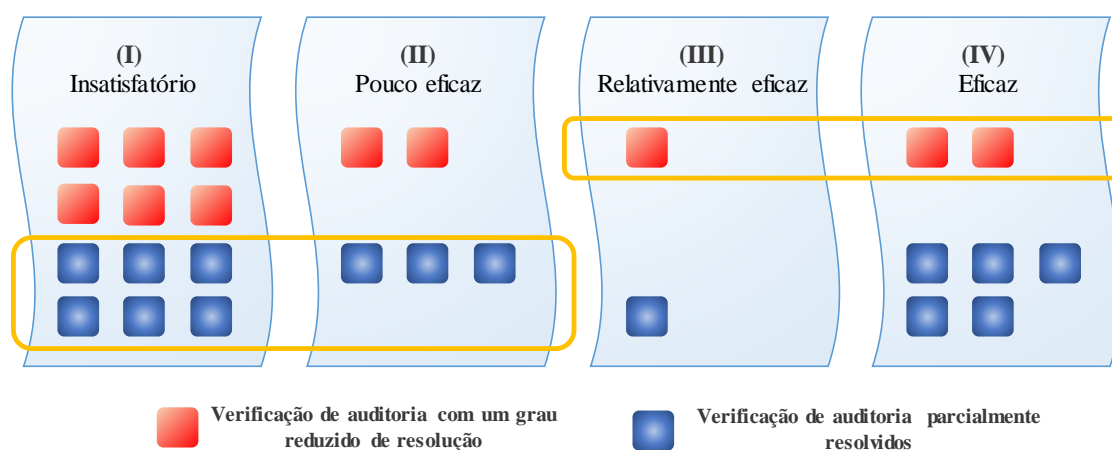 (I)
Insatisfatório
(II)
Pouco eficaz
(III)
Relativamente eficaz
(IV)
Eficaz
Verificação de auditoria com um grau
reduzido de resolução
Verificação de auditoria parcialmente
resolvidos